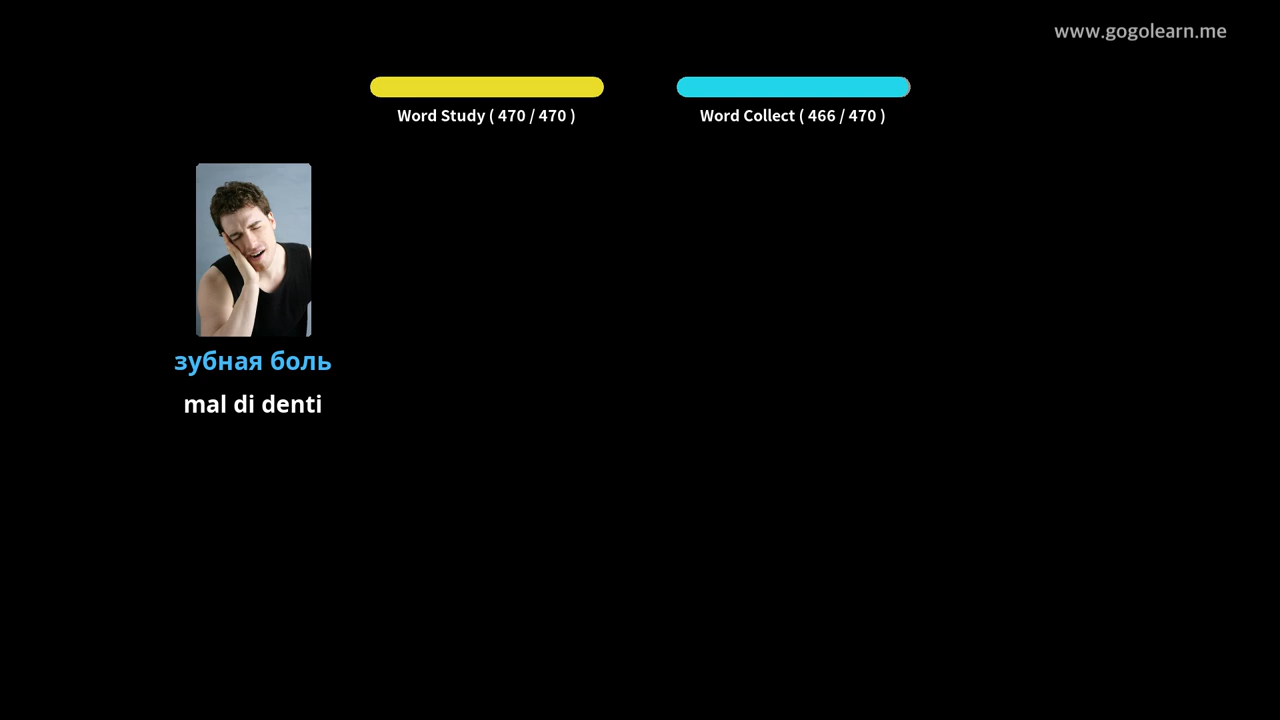 www.gogolearn.me
Word Study ( 470 / 470 )
Word Collect ( 466 / 470 )
зубная боль
mal di denti